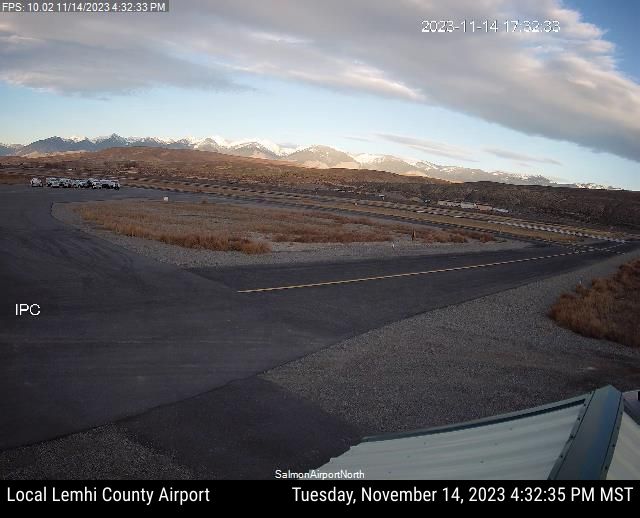 FPS: 10.02 11/14/2023 4:32:33 PM
2023-11-14 17:32:33
IPC
SalmonAirportNorth
Local Lemhi County Airport Tuesday, November 14, 2023 4:32:35 PM MST